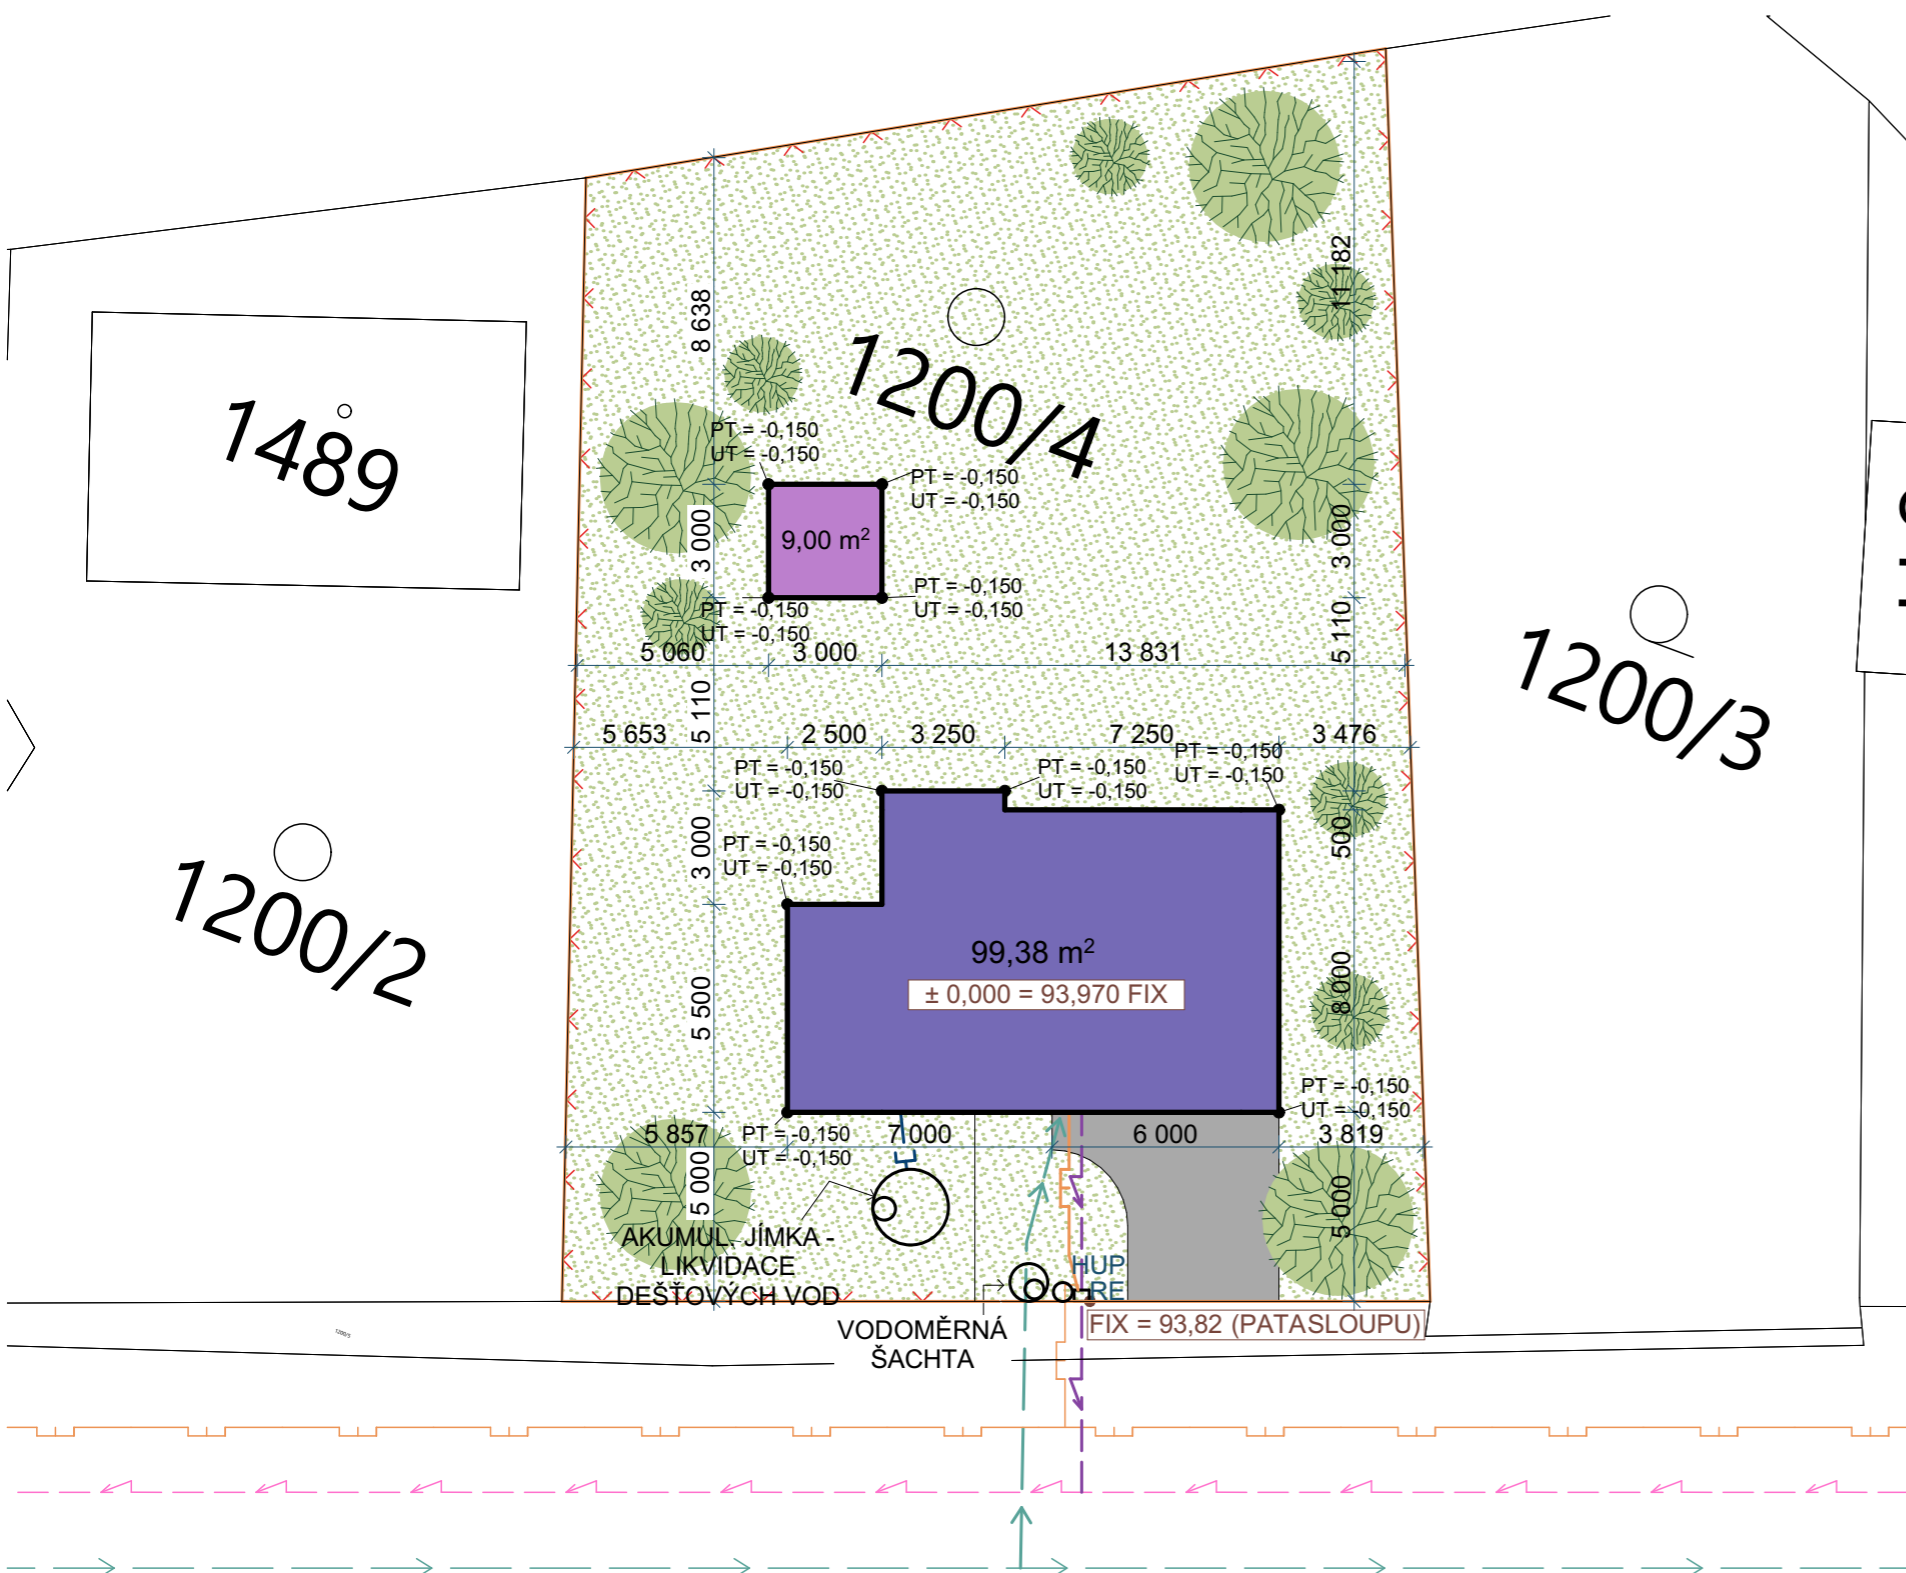 11 182
8 638
1200/4
1489
PT = -0,150
UT = -0,150
PT = -0,150
UT = -0,150
9,00 m²
3 000
3 000
PT = -0,150
UT = -0,150
PT = -0,150
UT = -0,150
5 060
3 000
13 831
5 110
5 110
1200/3
5 653
2 500
3 250
7 250
3 476
PT = -0,150
UT = -0,150
PT = -0,150
UT = -0,150
PT = -0,150
UT = -0,150
3 000
500
PT = -0,150
UT = -0,150
1200/2
99,38 m²
± 0,000 = 93,970 FIX
5 500
8 000
PT = -0,150
UT = -0,150
5 857
PT = -0,150
UT = -0,150
7 000
6 000
3 819
5 000
5 000
AKUMUL. JÍMKA -
LIKVIDACE
DEŠŤOVÝCH VOD
HUP
RE
VODOMĚRNÁ
ŠACHTA
FIX = 93,82 (PATASLOUPU)
1200/5